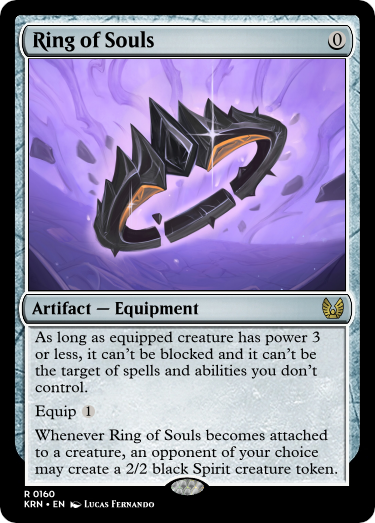 Ring of Souls 0
Artifact — Equipment
As long as equipped creature has power 3
or less, it can't be blocked and it can't be
the target of spells and abilities you don't
control.
Equip 1
Whenever Ring of Souls becomes attached
to a creature, an opponent of your choice
may create a 2/2 black Spirit creature token.
R 0160
KRN • EN Lucas Fernando